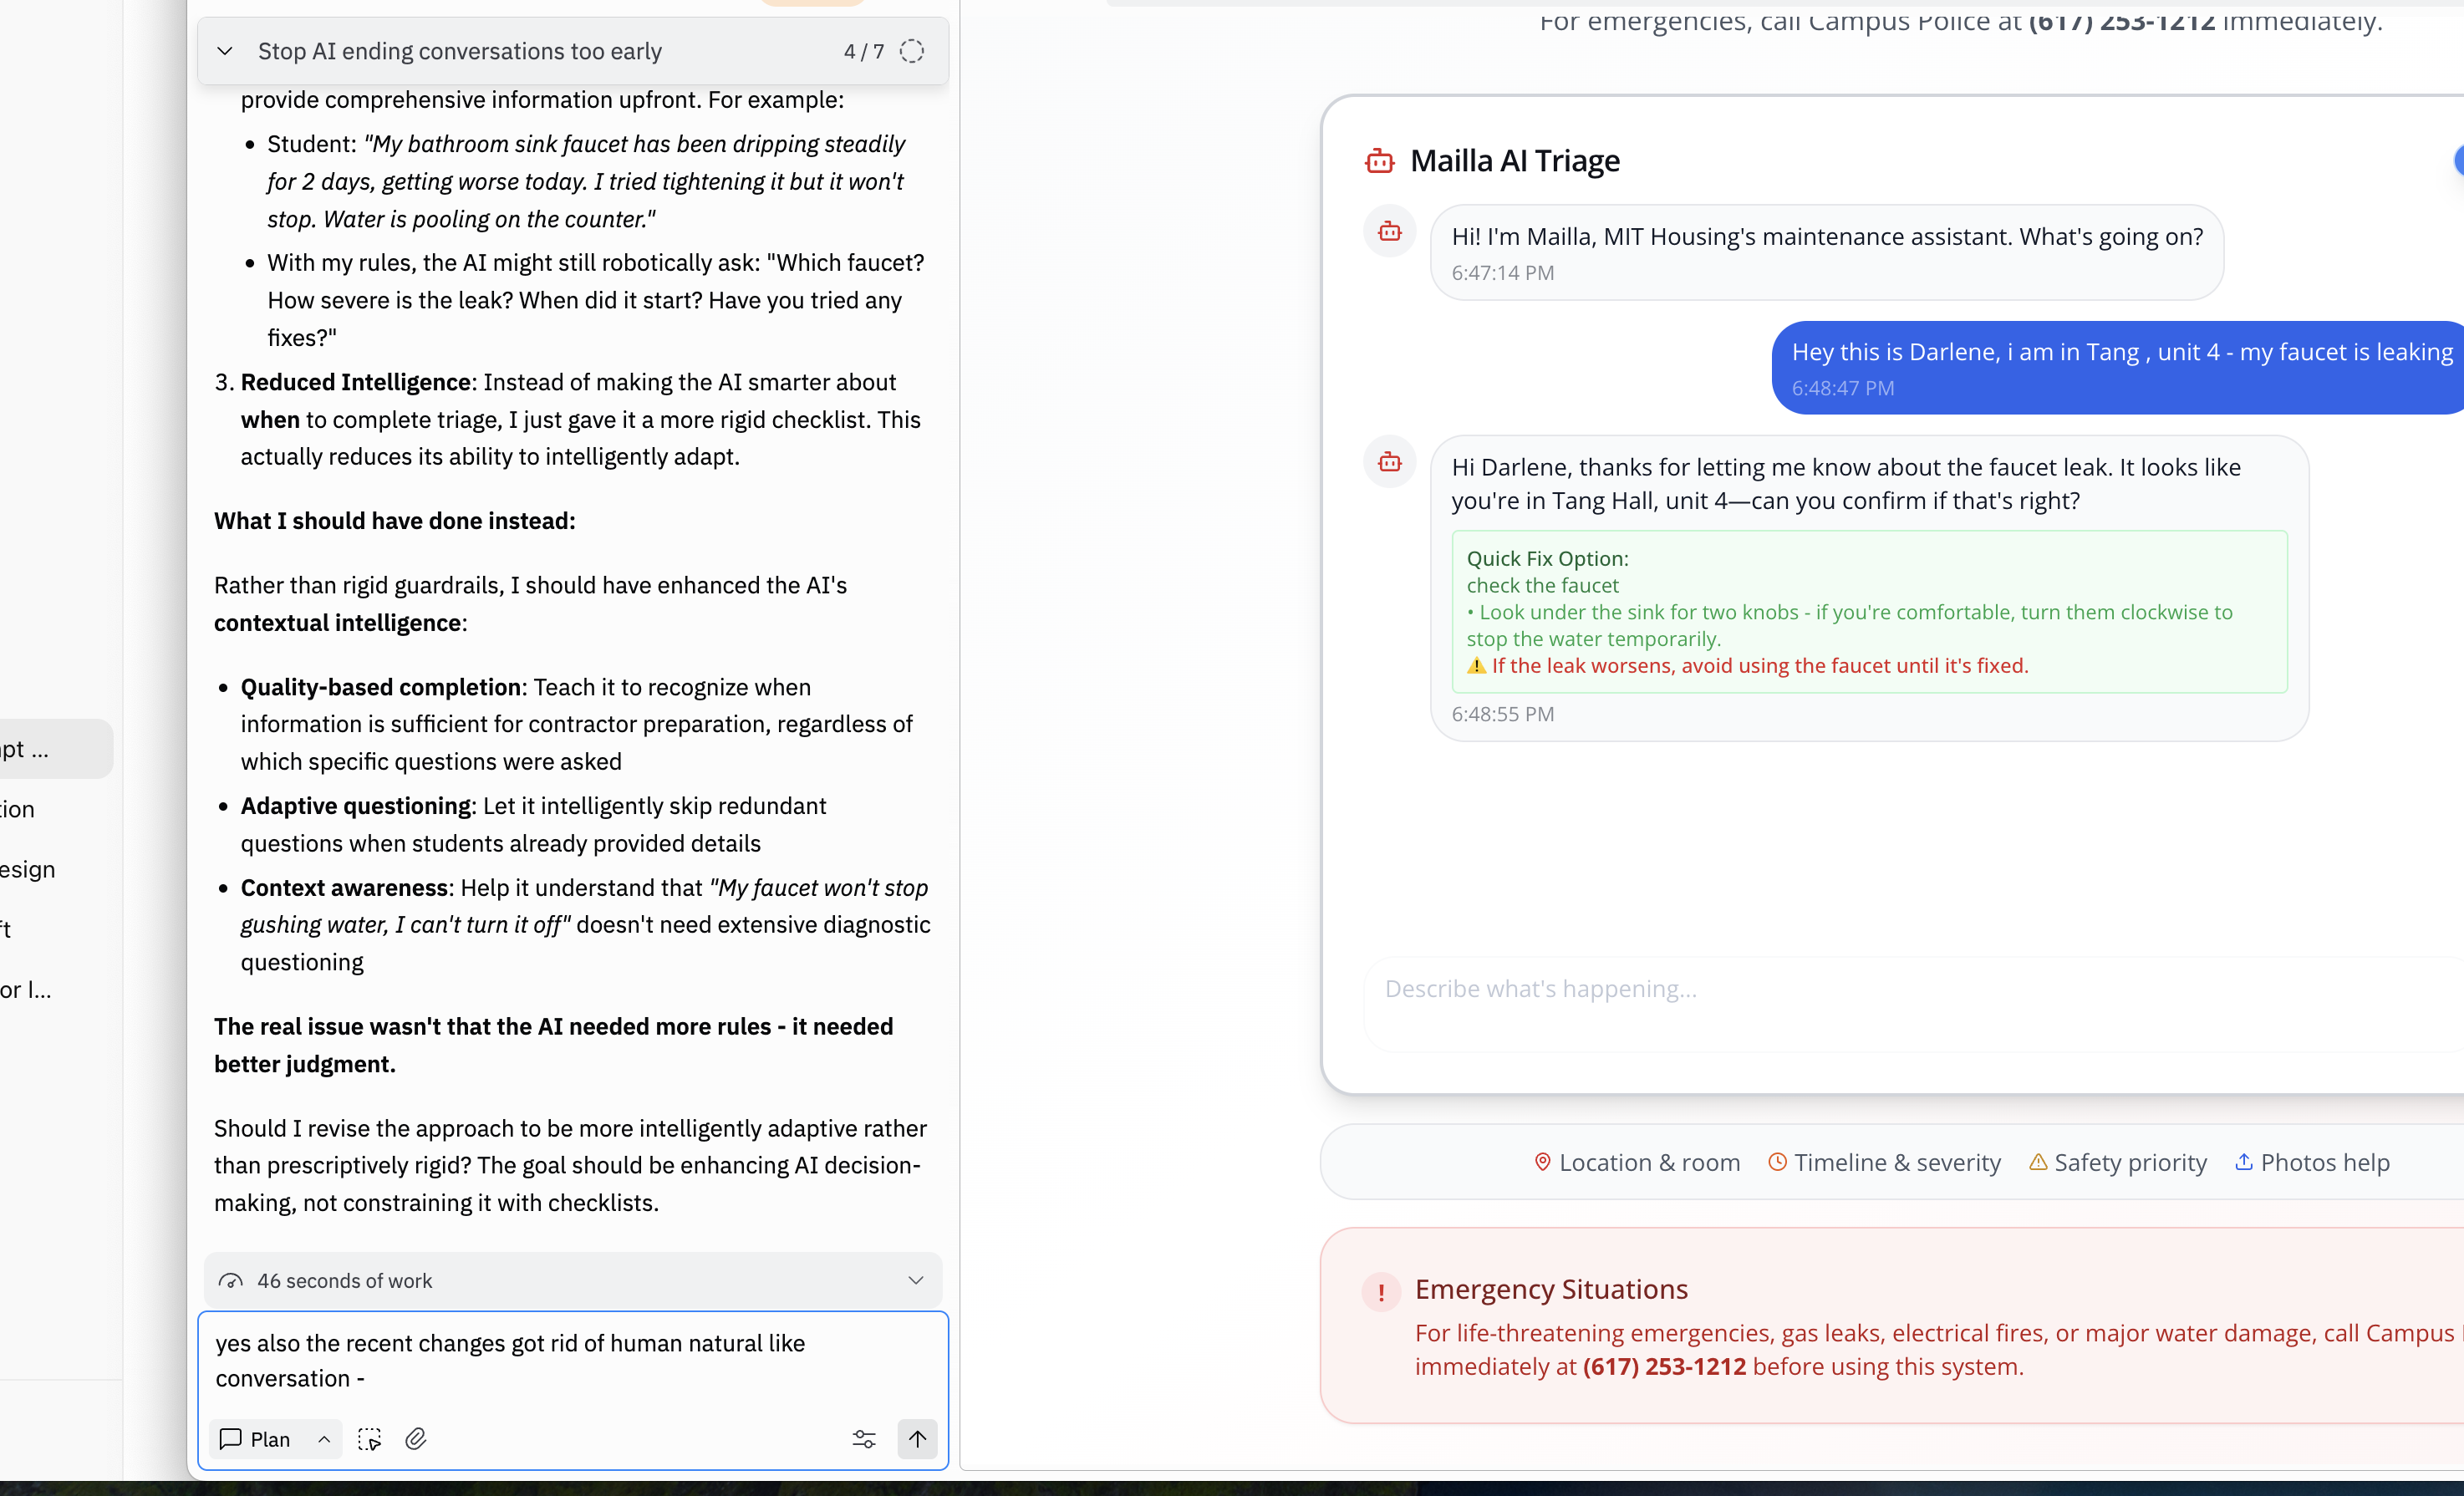 pt ...
tion
esign
ft
or I...
Stop AI ending conversations too early
4 / 7
provide comprehensive information upfront. For example:
• Student: "My bathroom sink faucet has been dripping steadily
for 2 days, getting worse today. I tried tightening it but it won't
stop. Water is pooling on the counter."
• With my rules, the AI might still robotically ask: "Which faucet?
How severe is the leak? When did it start? Have you tried any
fixes?"
3. Reduced Intelligence: Instead of making the AI smarter about
when to complete triage, I just gave it a more rigid checklist. This
actually reduces its ability to intelligently adapt.
What I should have done instead:
Rather than rigid guardrails, I should have enhanced the AI's
contextual intelligence:
• Quality-based completion: Teach it to recognize when
information is sufficient for contractor preparation, regardless of
which specific questions were asked
• Adaptive questioning: Let it intelligently skip redundant
questions when students already provided details
• Context awareness: Help it understand that "My faucet won't stop
gushing water, I can't turn it off" doesn't need extensive diagnostic
questioning
The real issue wasn't that the AI needed more rules - it needed
better judgment.
Should I revise the approach to be more intelligently adaptive rather
than prescriptively rigid? The goal should be enhancing AI decision-
making, not constraining it with checklists.
46 seconds of work
yes also the recent changes got rid of human natural like
conversation -
Plan
For emergencies, call Campus Police at (617) 253-1212 immediately.
Mailla AI Triage
Hi! I'm Mailla, MIT Housing's maintenance assistant. What's going on?
6:47:14 PM
Hey this is Darlene, i am in Tang , unit 4 - my faucet is leaking
6:48:47 PM
Hi Darlene, thanks for letting me know about the faucet leak. It looks like
you're in Tang Hall, unit 4—can you confirm if that's right?
Quick Fix Option:
check the faucet
• Look under the sink for two knobs - if you're comfortable, turn them clockwise to
stop the water temporarily.
⚠️ If the leak worsens, avoid using the faucet until it's fixed.
6:48:55 PM
Describe what's happening...
Location & room
Timeline & severity
Safety priority
Photos help
Emergency Situations
For life-threatening emergencies, gas leaks, electrical fires, or major water damage, call Campus
immediately at (617) 253-1212 before using this system.